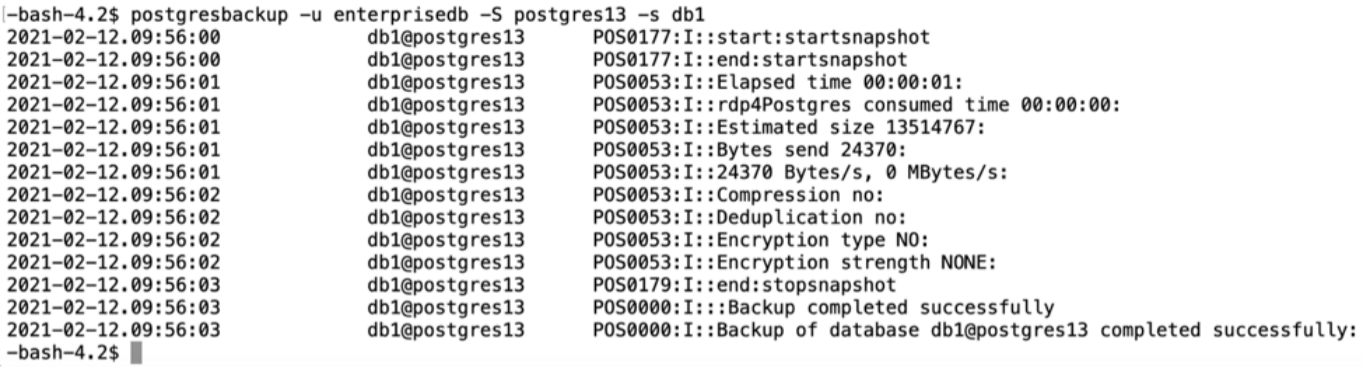 [-bash-4.2$ postgresbackup -u enterprisedb -S postgres13 -s db1
2021-02-12.09:56:00 db1@postgres13 POS0177:I::start:startsnapshot
2021-02-12.09:56:00 db1@postgres13 POS0177:I::end:startsnapshot
2021-02-12.09:56:01 db1@postgres13 POS0053:I::Elapsed time 00:00:01:
2021-02-12.09:56:01 db1@postgres13 POS0053:I::rdp4Postgres consumed time 00:00:00:
2021-02-12.09:56:01 db1@postgres13 POS0053:I::Estimated size 13514767:
2021-02-12.09:56:01 db1@postgres13 POS0053:I::Bytes send 24370:
2021-02-12.09:56:01 db1@postgres13 POS0053:I::24370 Bytes/s, 0 MBytes/s:
2021-02-12.09:56:02 db1@postgres13 POS0053:I::Compression no:
2021-02-12.09:56:02 db1@postgres13 POS0053:I::Deduplication no:
2021-02-12.09:56:02 db1@postgres13 POS0053:I::Encryption type NO:
2021-02-12.09:56:02 db1@postgres13 POS0053:I::Encryption strength NONE:
2021-02-12.09:56:03 db1@postgres13 POS0179:I::end:stopsnapshot
2021-02-12.09:56:03 db1@postgres13 POS0000:I:::Backup completed successfully
2021-02-12.09:56:03 db1@postgres13 POS0000:I::Backup of database db1@postgres13 completed successfully:
-bash-4.2$